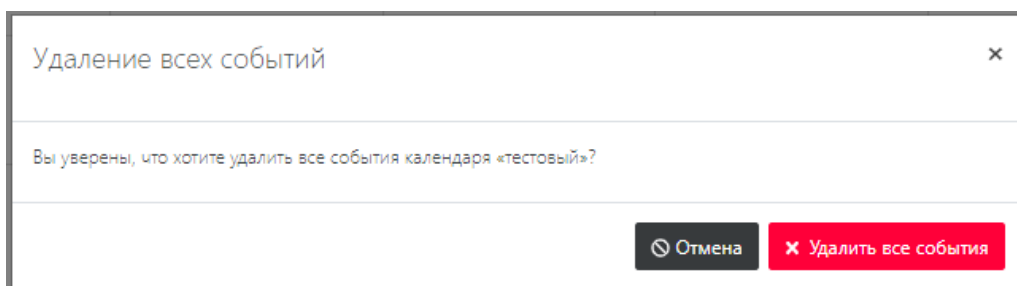 Удаление всех событий
Вы уверены, что хотите удалить все события календаря «тестовый»?
Отмена
Удалить все события